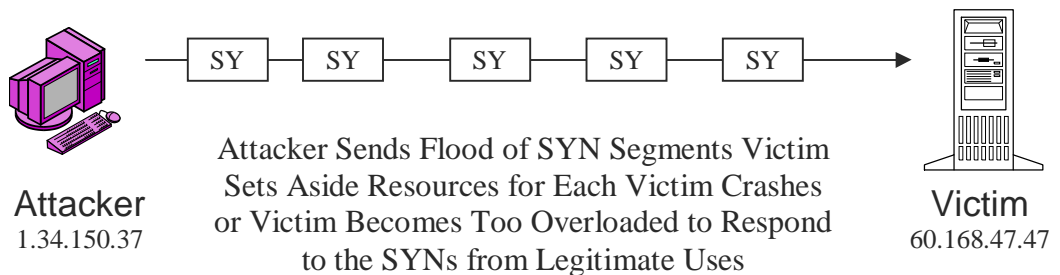 SY SY SY SY SY
Attacker Sends Flood of SYN Segments Victim
Sets Aside Resources for Each Victim Crashes
or Victim Becomes Too Overloaded to Respond
to the SYNs from Legitimate Uses
Attacker
1.34.150.37
Victim
60.168.47.47